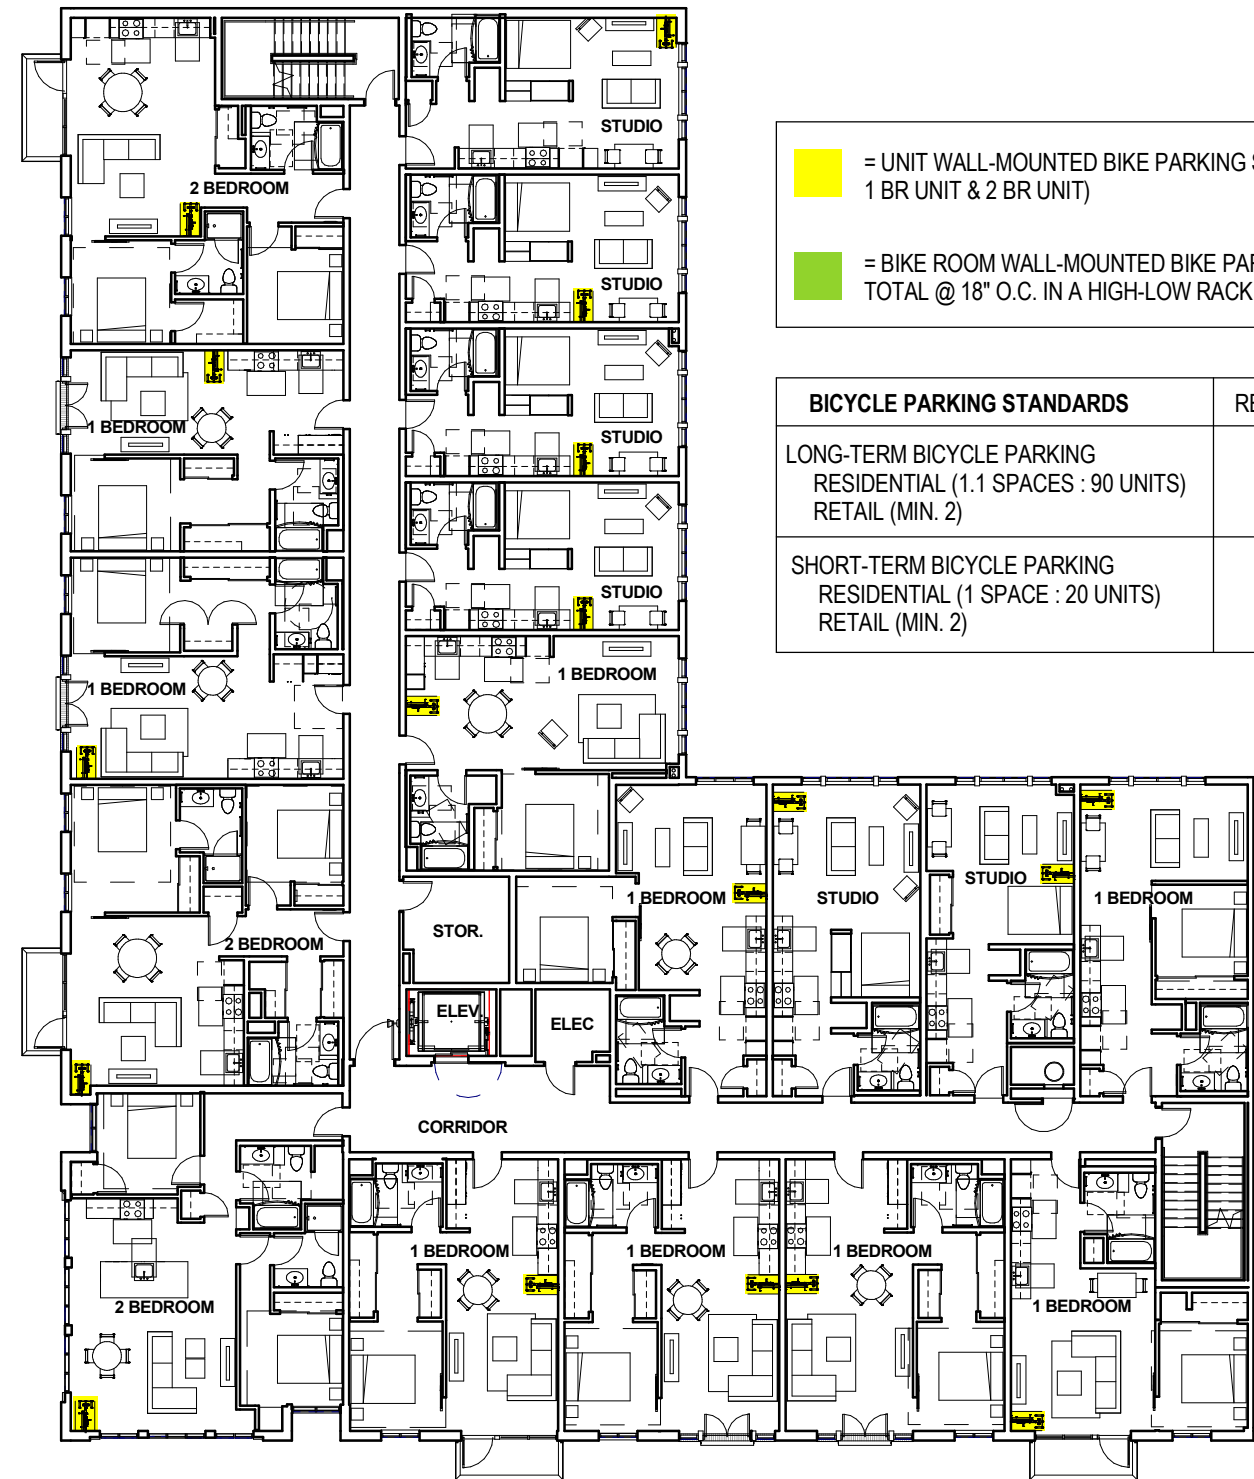 STUDIO
= UNIT WALL-MOUNTED BIKE PARKING
1 BR UNIT & 2 BR UNIT)
2 BEDROOM
= BIKE ROOM WALL-MOUNTED BIKE
TOTAL @ 18" O.C. IN A HIGH-LOW RACK
STUDIO
BICYCLE PARKING STANDARDS
1 BEDROOM
STUDIO
LONG-TERM BICYCLE PARKING
RESIDENTIAL (1.1 SPACES : 90 UNITS)
RETAIL (MIN. 2)
SHORT-TERM BICYCLE PARKING
RESIDENTIAL (1 SPACE : 20 UNITS)
RETAIL (MIN. 2)
STUDIO
1 BEDROOM
1 BEDROOM
1 BEDROOM
STUDIO
STUDIO
1 BEDROOM
STOR.
2 BEDROOM
ELEV.
ELEC
CORRIDOR
1 BEDROOM
1 BEDROOM
1 BEDROOM
2 BEDROOM
1 BEDROOM